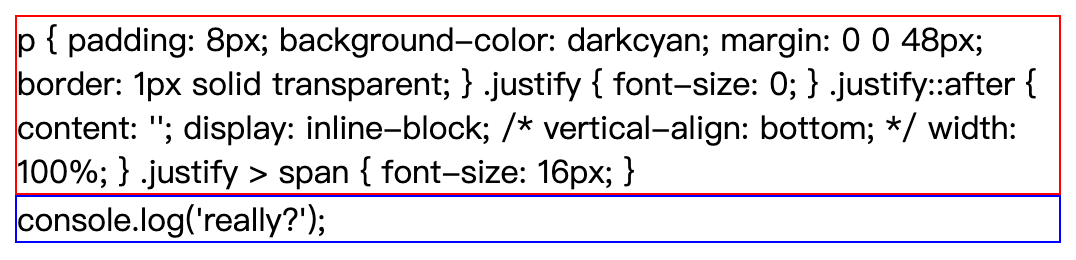 p { padding: 8px; background-color: darkcyan; margin: 0 0 48px;
border: 1px solid transparent; } .justify { font-size: 0; } .justify::after {
content: ''; display: inline-block; /* vertical-align: bottom; */ width:
100%; } .justify > span { font-size: 16px; }
console.log('really?');